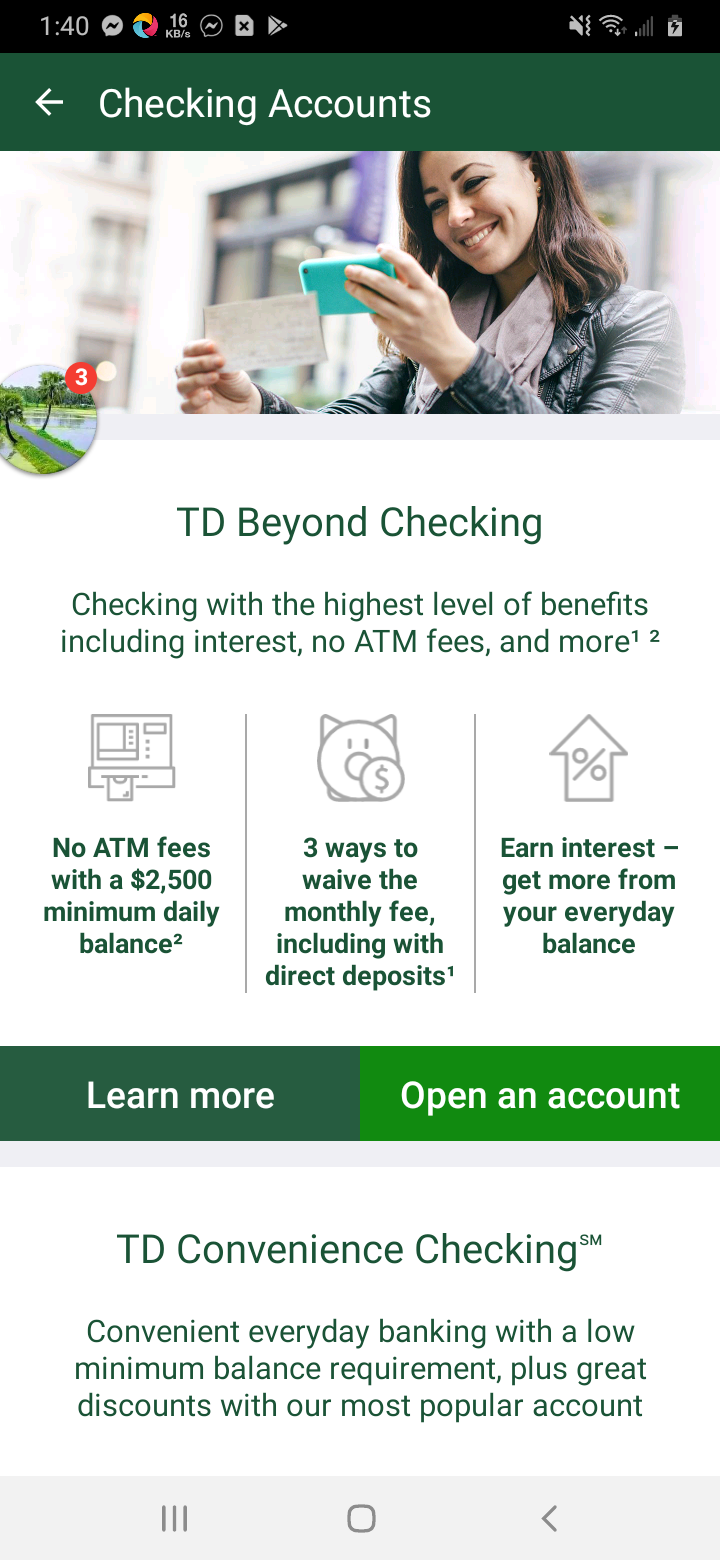 1:40
16
KB/s
Checking Accounts
3
TD Beyond Checking
Checking with the highest level of benefits
including interest, no ATM fees, and more¹ ²
No ATM fees
with a $2,500
minimum daily
balance²
3 ways to
waive the
monthly fee,
including with
direct deposits¹
Earn interest –
get more from
your everyday
balance
Learn more
Open an account
TD Convenience Checking℠
Convenient everyday banking with a low
minimum balance requirement, plus great
discounts with our most popular account